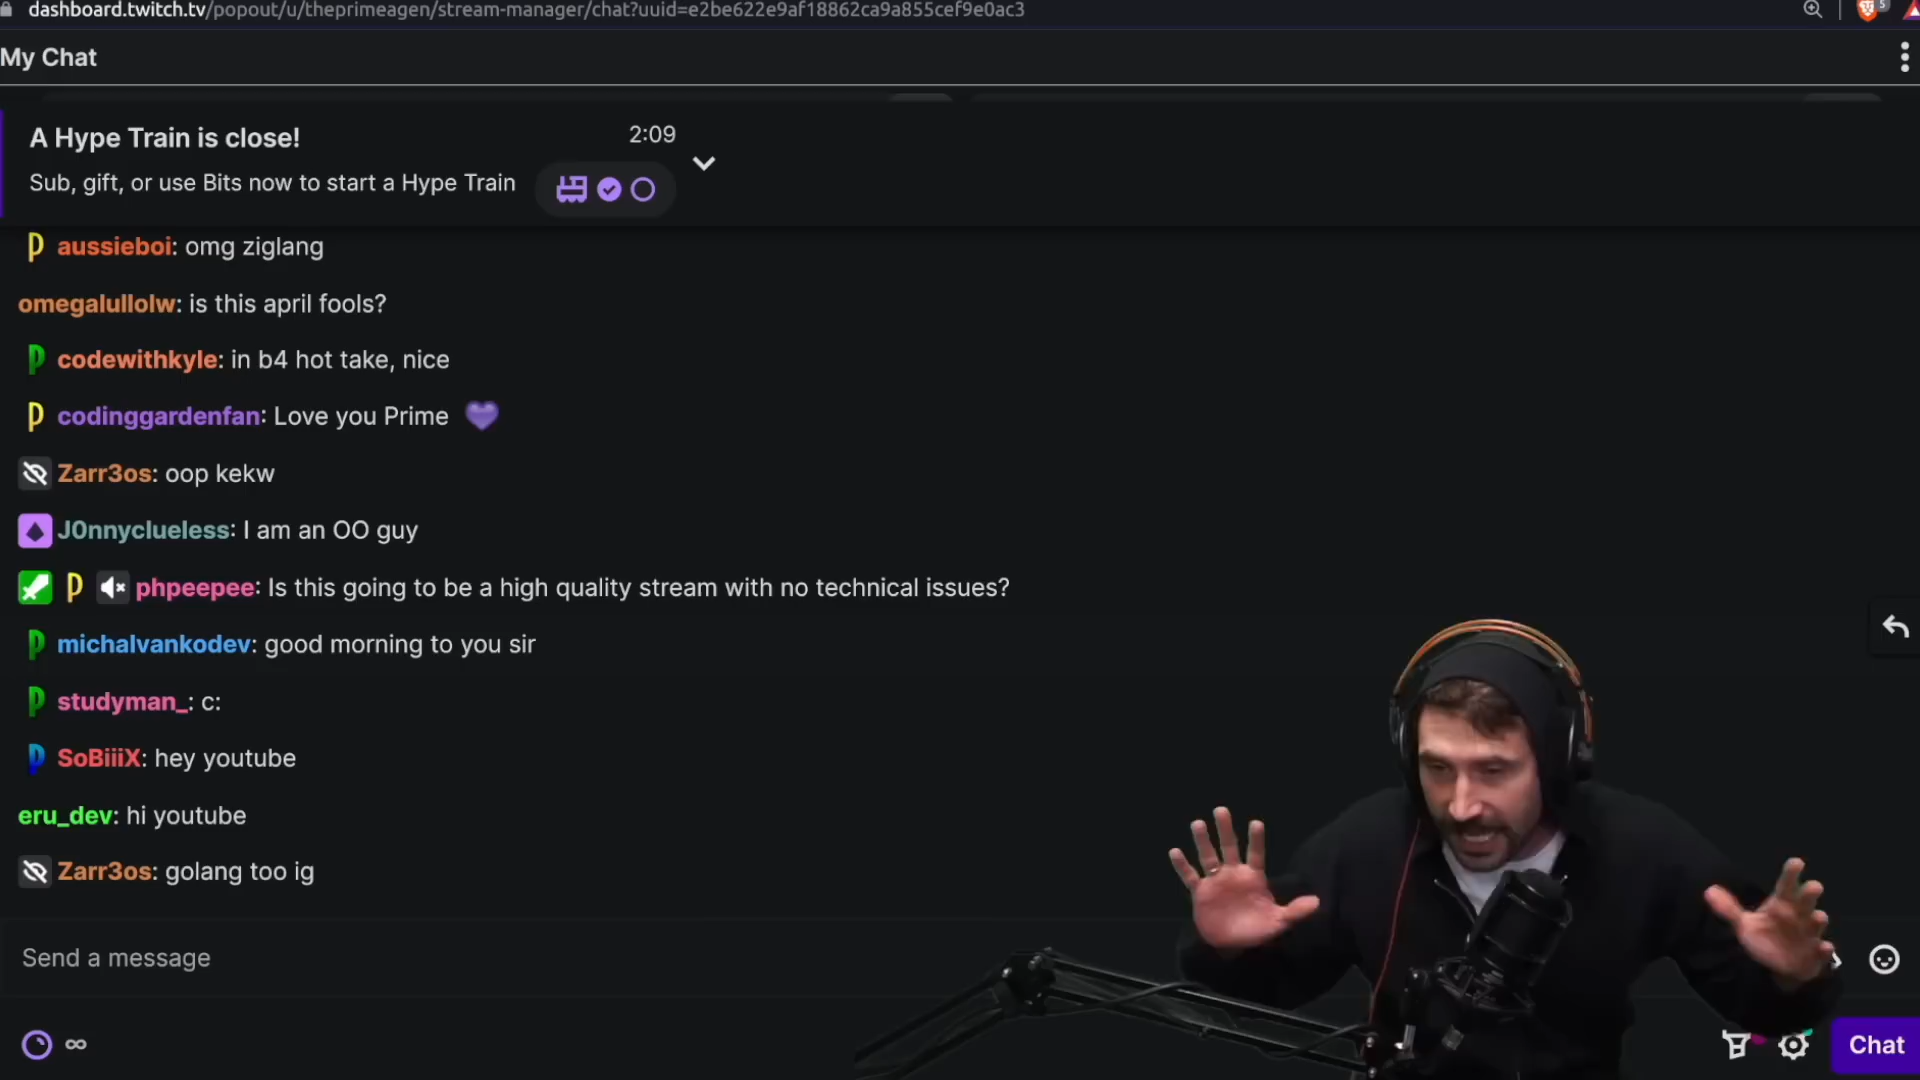 dashboard.twitch.tv/popout/u/theprimeagen/stream-manager/chat?uuid=e2be622e9af18862ca9a855cef9e0ac3
5
My Chat
A Hype Train is close!
2:09
Sub, gift, or use Bits now to start a Hype Train
aussieboi: omg ziglang
omegalullolw: is this april fools?
codewithkyle: in b4 hot take, nice
codinggardenfan: Love you Prime 💜
Zarr3os: oop kekw
J0nnyclueless: I am an OO guy
phpeepee: Is this going to be a high quality stream with no technical issues?
michalvankodev: good morning to you sir
studyman_: c:
SoBiiiX: hey youtube
eru_dev: hi youtube
Zarr3os: golang too ig
Send a message
∞
Chat